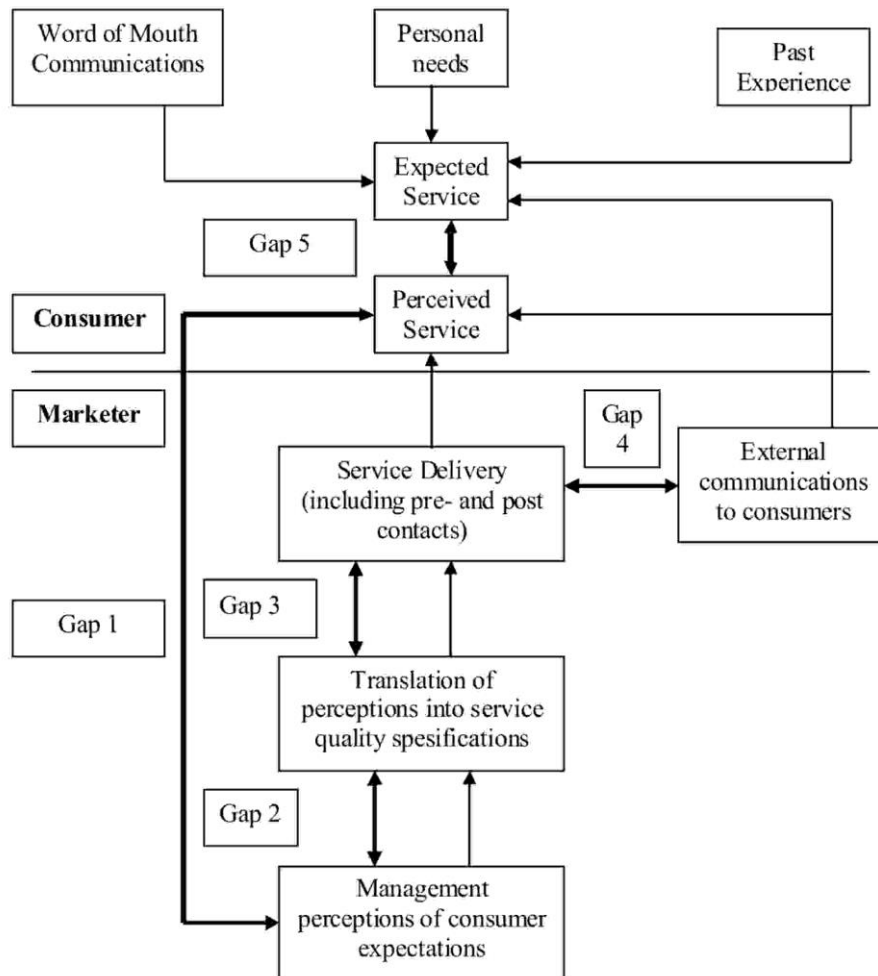 Word of Mouth
Communications
Personal
needs
Past
Experience
Expected
Service
Gap 5
Perceived
Service
Consumer
Marketer
Gap
4
Service Delivery
(including pre- and post
contacts)
External
communications
to consumers
Gap 3
Gap 1
Translation of
perceptions into service
quality spesifications
Gap 2
Management
perceptions of consumer
expectations